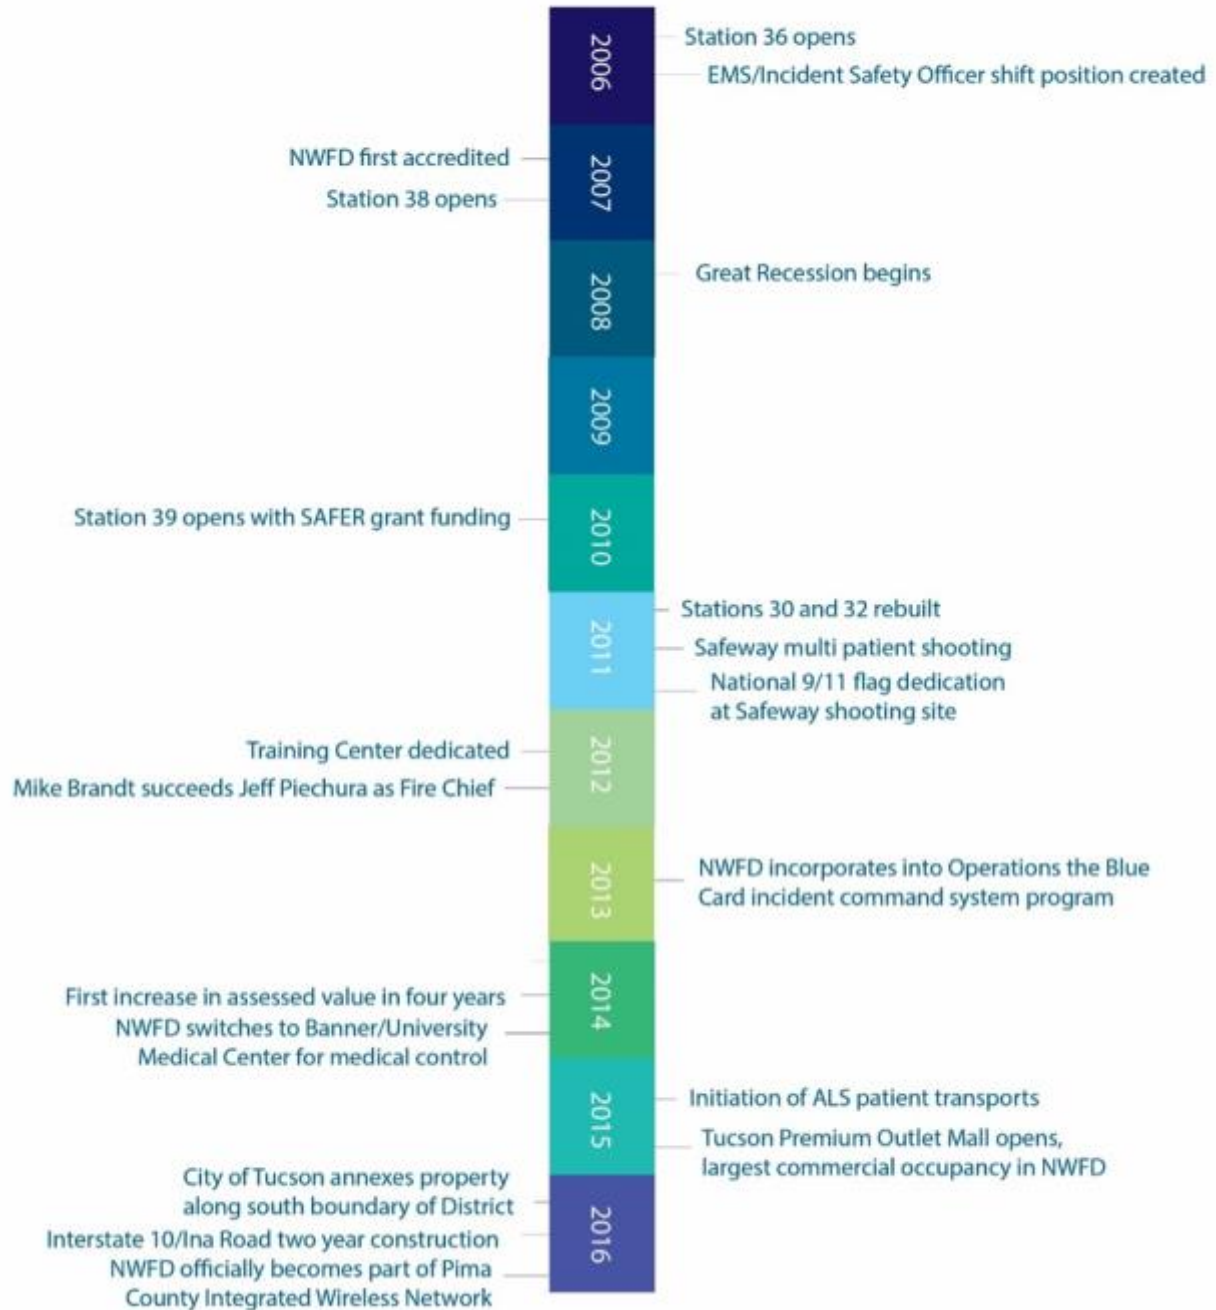 2006
Station 36 opens
EMS/Incident Safety Officer shift position created
2007
NWFD first accredited
Station 38 opens
2008
Great Recession begins
2009
2010
Station 39 opens with SAFER grant funding
2011
Stations 30 and 32 rebuilt
Safeway multi patient shooting
National 9/11 flag dedication
at Safeway shooting site
2012
Training Center dedicated
Mike Brandt succeeds Jeff Piechura as Fire Chief
2013
NWFD incorporates into Operations the Blue
Card incident command system program
2014
First increase in assessed value in four years
NWFD switches to Banner/University
Medical Center for medical control
2015
Initiation of ALS patient transports
Tucson Premium Outlet Mall opens,
largest commercial occupancy in NWFD
2016
City of Tucson annexes property
along south boundary of District
Interstate 10/Ina Road two year construction
NWFD officially becomes part of Pima
County Integrated Wireless Network